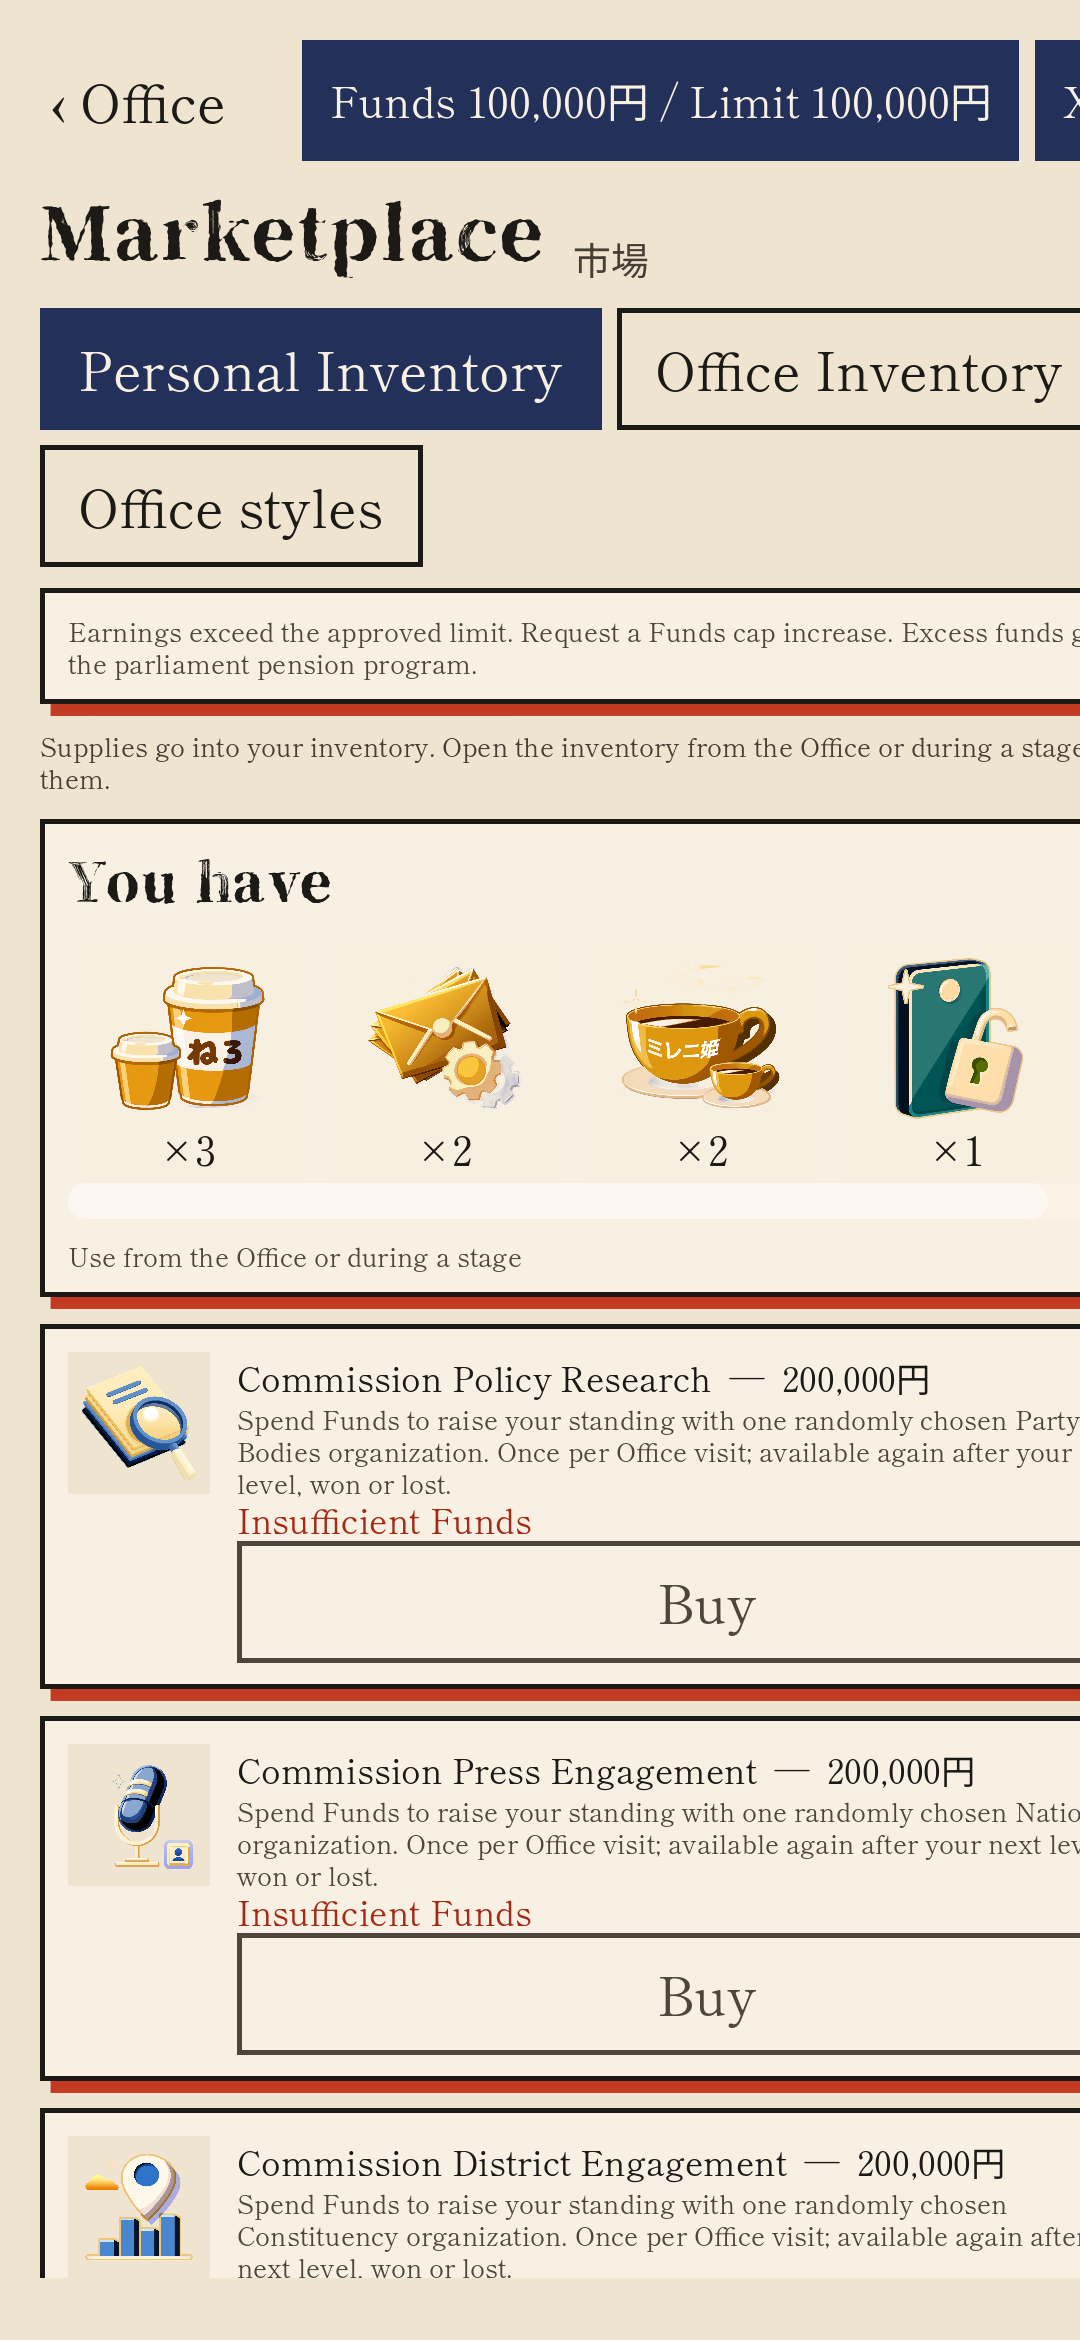 ‹ Office
Funds 100,000円 / Limit 100,000円
Marketplace 市場
Personal Inventory
Office Inventory
Office styles
Earnings exceed the approved limit. Request a Funds cap increase. Excess funds
the parliament pension program.
Supplies go into your inventory. Open the inventory from the Office or during a stage
them.
You have
ねろ
ミレニ姫
×3
×2
×2
×1
Use from the Office or during a stage
Commission Policy Research — 200,000円
Spend Funds to raise your standing with one randomly chosen Party
Bodies organization. Once per Office visit; available again after your
level, won or lost.
Insufficient Funds
Buy
Commission Press Engagement — 200,000円
Spend Funds to raise your standing with one randomly chosen
organization. Once per Office visit; available again after your next
won or lost.
Insufficient Funds
Buy
Commission District Engagement — 200,000円
Spend Funds to raise your standing with one randomly chosen
Constituency organization. Once per Office visit; available again after
next level, won or lost.